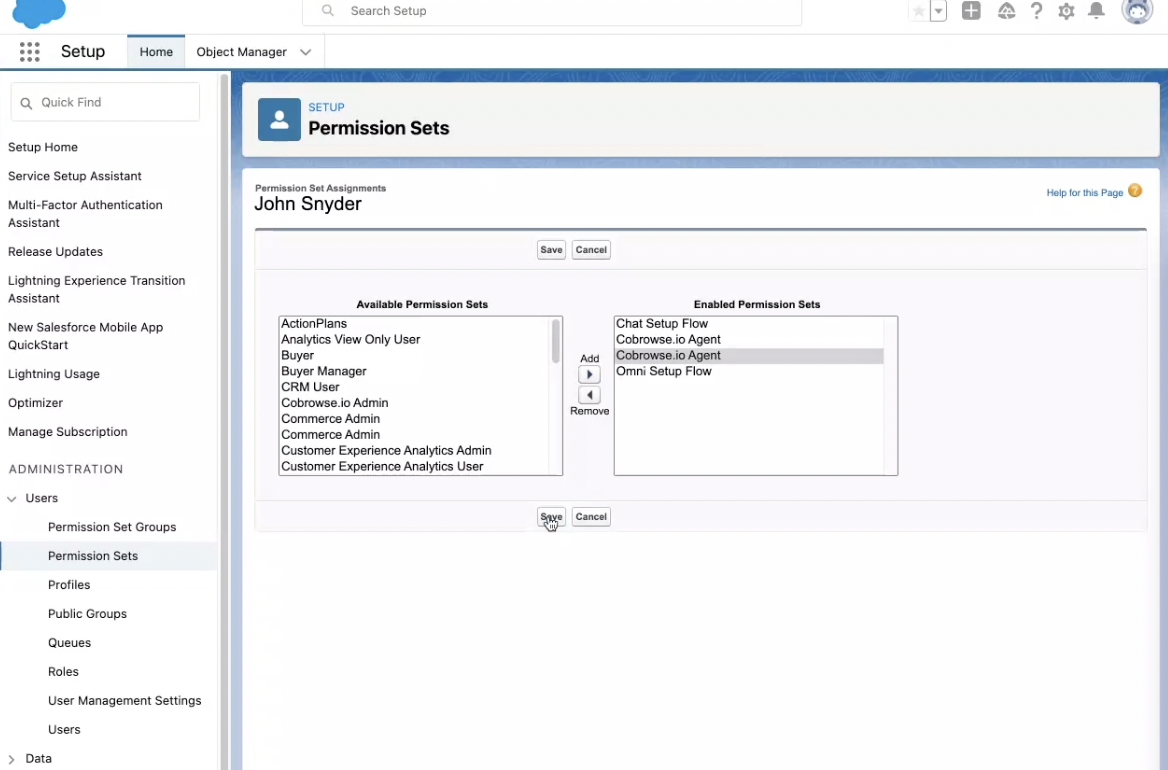 Search Setup
Setup
Home
Object Manager
Quick Find
Setup Home
Service Setup Assistant
Multi-Factor Authentication
Assistant
Release Updates
Lightning Experience Transition
Assistant
New Salesforce Mobile App
QuickStart
Lightning Usage
Optimizer
Manage Subscription
ADMINISTRATION
Users
Permission Set Groups
Permission Sets
Profiles
Public Groups
Queues
Roles
User Management Settings
Users
Data
SETUP
Permission Sets
Permission Set Assignments
John Snyder
Help for this Page ?
Save Cancel
Available Permission Sets
ActionPlans
Analytics View Only User
Buyer
Buyer Manager
CRM User
Cobrowse.io Admin
Commerce Admin
Commerce Admin
Customer Experience Analytics Admin
Customer Experience Analytics User
Add
Remove
Enabled Permission Sets
Chat Setup Flow
Cobrowse.io Agent
Cobrowse.io Agent
Omni Setup Flow
Save Cancel